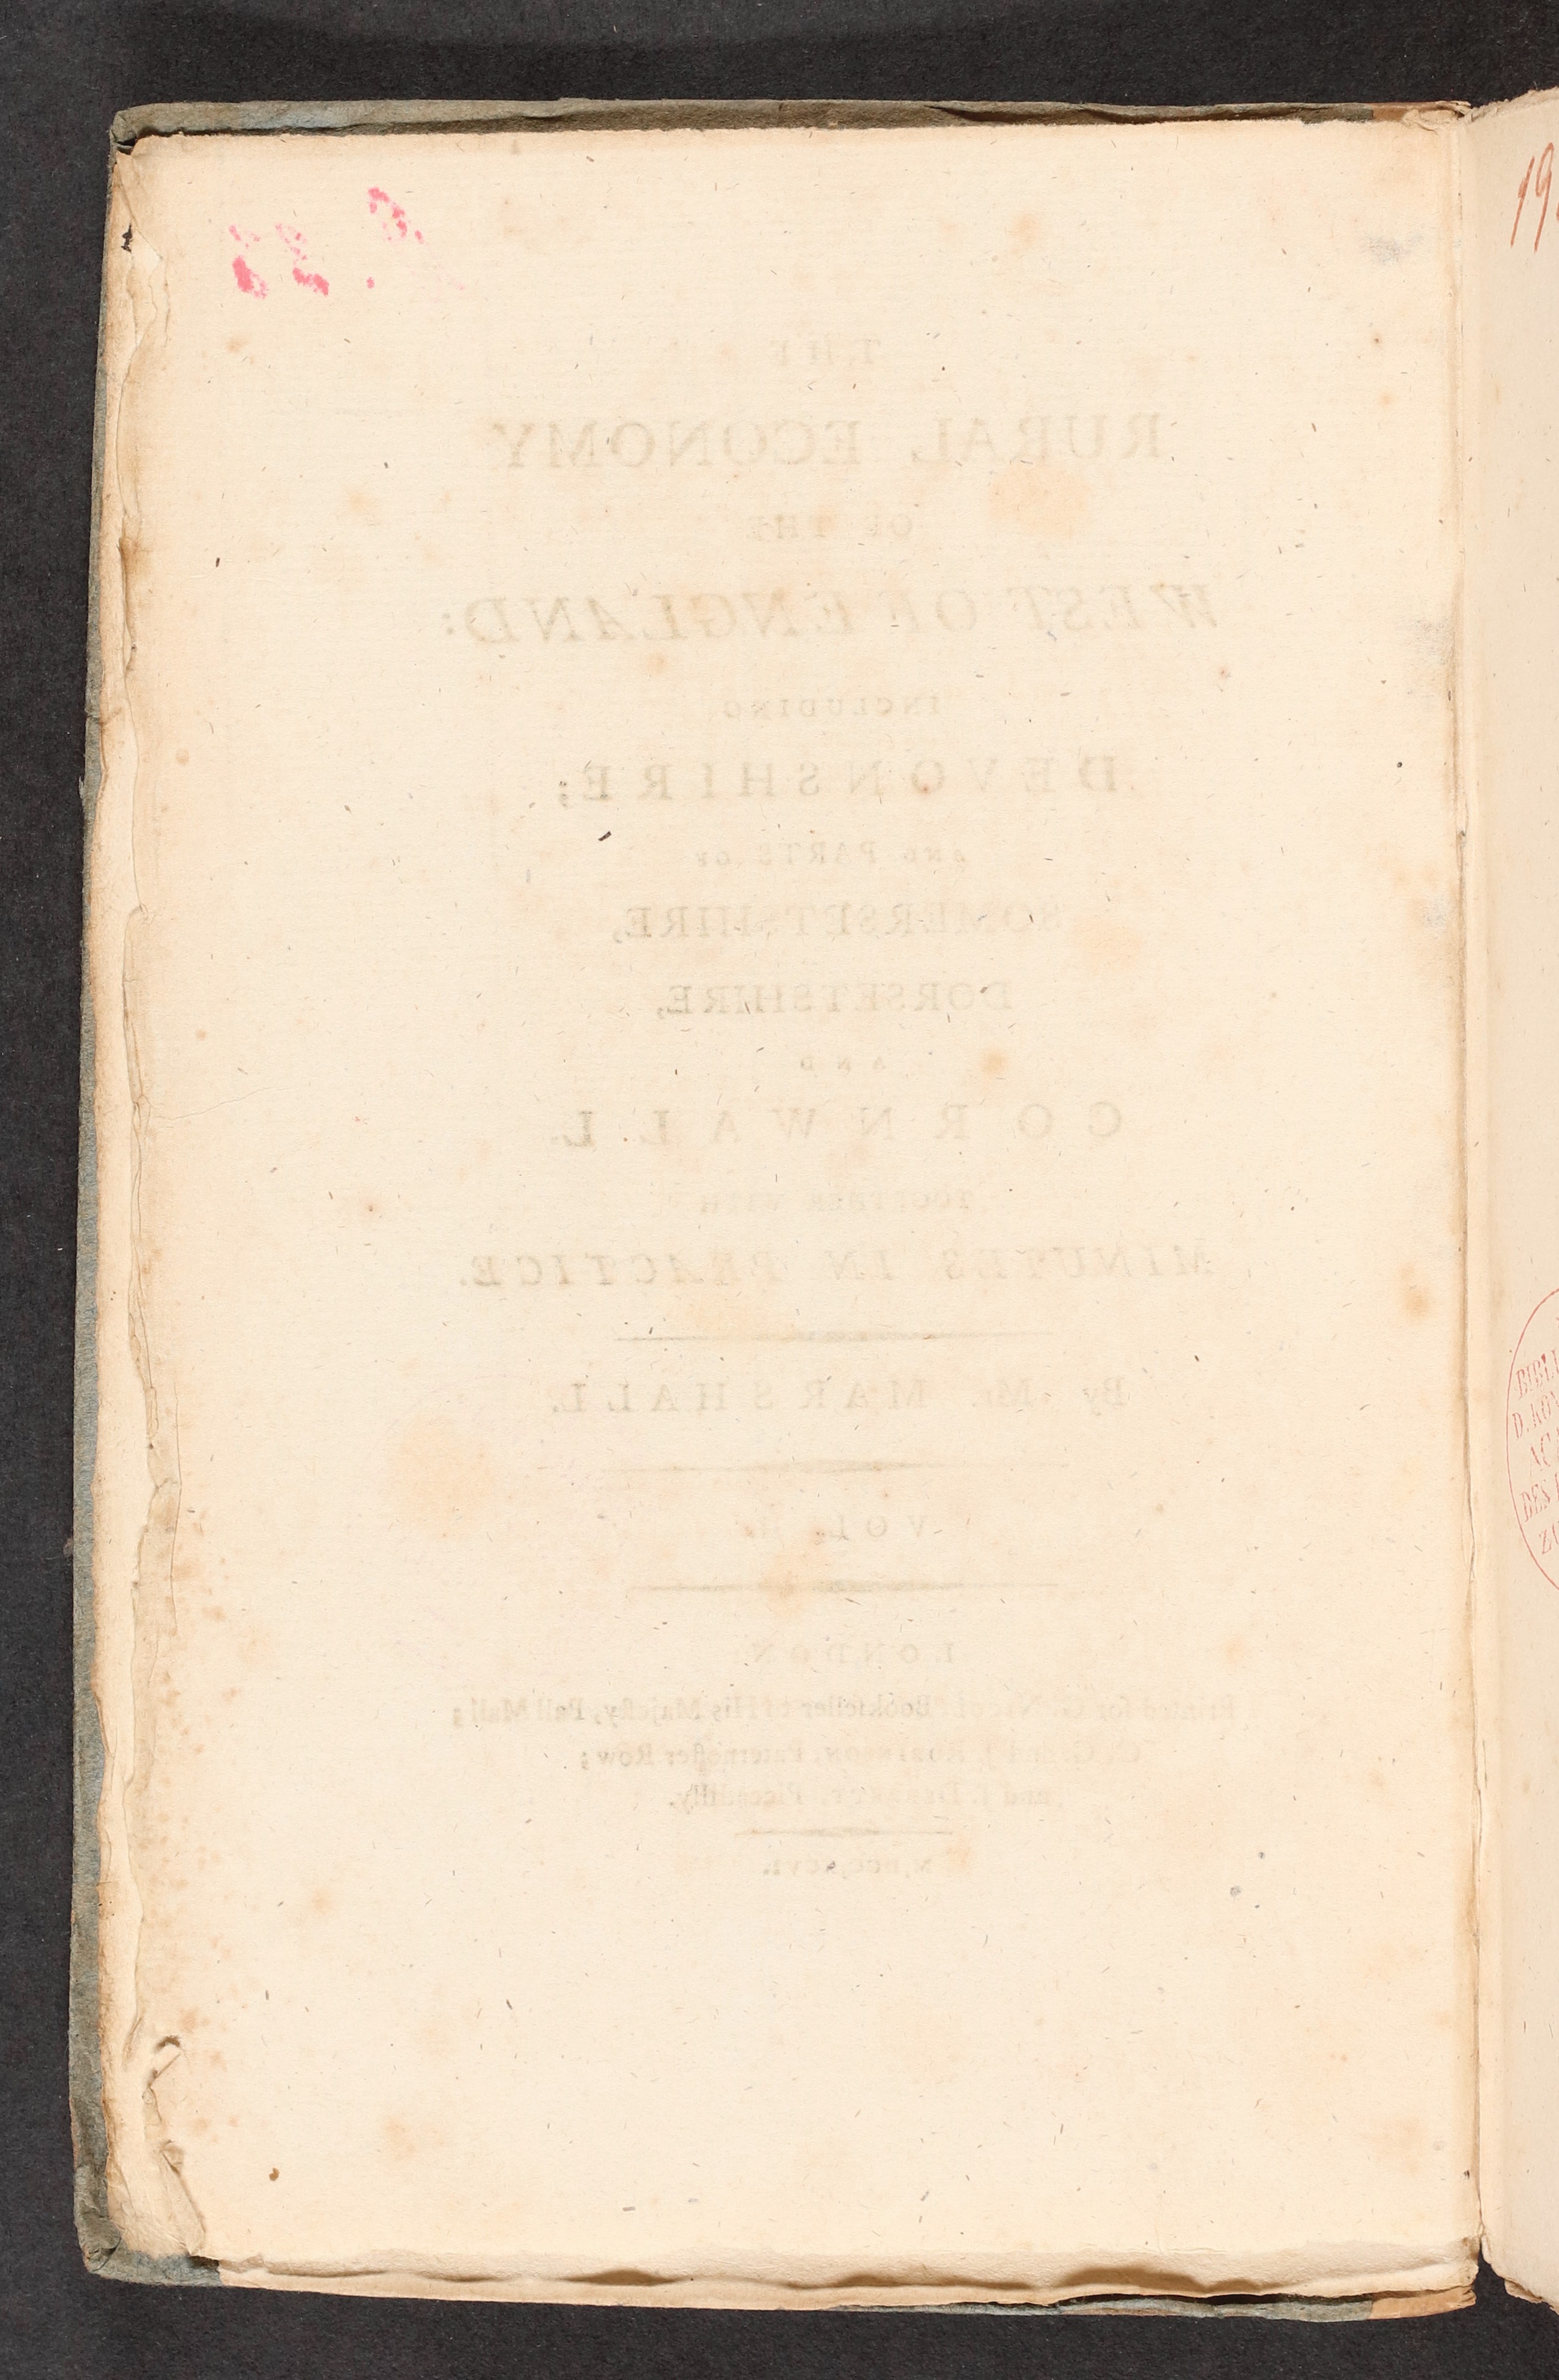 THE
RURAL ECONOMY
OF THE
WEST OF ENGLAND:
INCLUDING
DEVONSHIRE;
AND PARTS OF
SOMERSETSHIRE,
DORSETSHIRE,
AND
CORNWALL.
TOGETHER WITH
MINUTES IN PRACTICE.
By Mr. MARSHALL.
VOL.
LONDON:
Printed for G. NICOL, Bookſeller to His Majeſty, Pall Mall;
G. G. and J. ROBINSON, Paternoſter Row;
and J. DEBRETT, Piccadilly.
M,DCC,XCVI.
19
BIBLI
D. KÖN